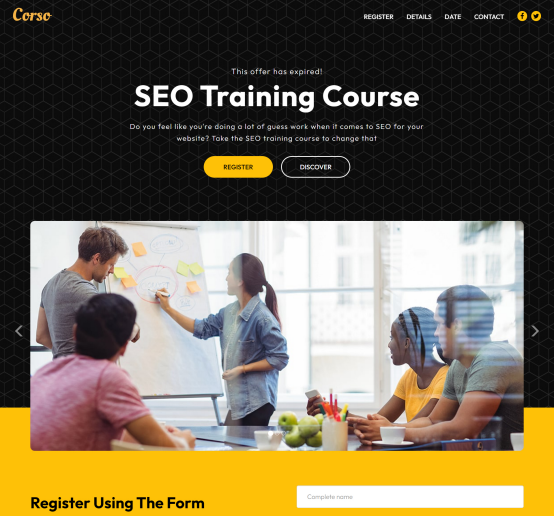 Corso
REGISTER DETAILS DATE CONTACT
This offer has expired!
SEO Training Course
Do you feel like you're doing a lot of guess work when it comes to SEO for your
website? Take the SEO training course to change that
REGISTER DISCOVER
Register Using The Form
Complete name